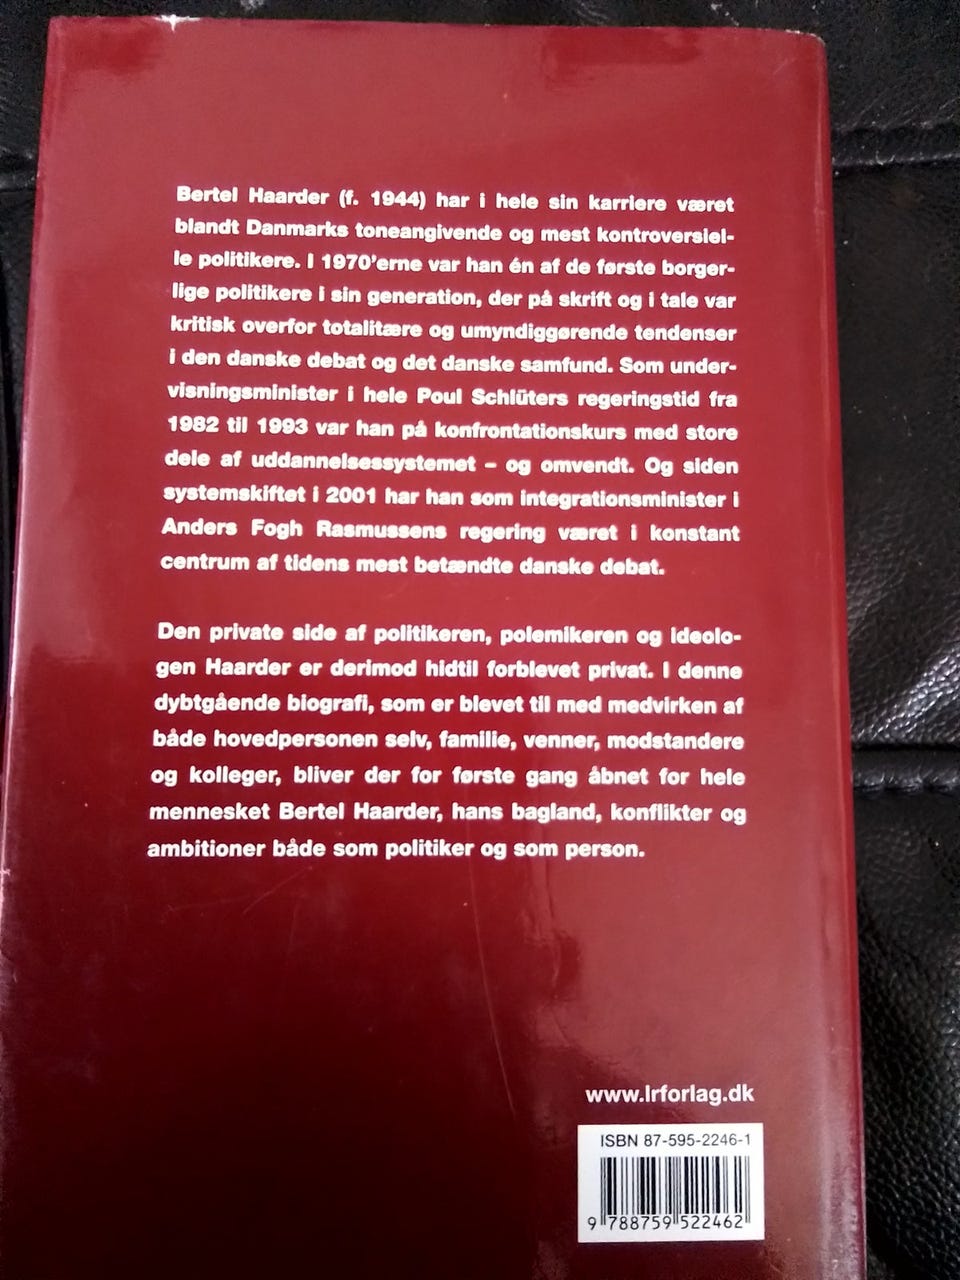 Bertel Haarder (f. 1944) har i hele sin karriere været
blandt Danmarks toneangivende og mest kontroversiel-
le politikere. I 1970'erne var han én af de første borger-
lige politikere i sin generation, der på skrift og i tale var
kritisk overfor totalitære og umyndiggørende tendenser
i den danske debat og det danske samfund. Som under-
visningsminister i hele Poul Schlüters regeringstid fra
1982 til 1993 var han på konfrontationskurs med store
dele af uddannelsessystemet – og omvendt. Og siden
systemskiftet i 2001 har han som integrationsminister i
Anders Fogh Rasmussens regering været i konstant
centrum af tidens mest betændte danske debat.
Den private side af politikeren, polemikeren og ideolo-
gen Haarder er derimod hidtil forblevet privat. I denne
dybtgående biografi, som er blevet til med medvirken af
både hovedpersonen selv, familie, venner, modstandere
og kolleger, bliver der for første gang åbnet for hele
mennesket Bertel Haarder, hans bagland, konflikter og
ambitioner både som politiker og som person.
www.lrforlag.dk
ISBN 87-595-2246-1
9 788759 522462